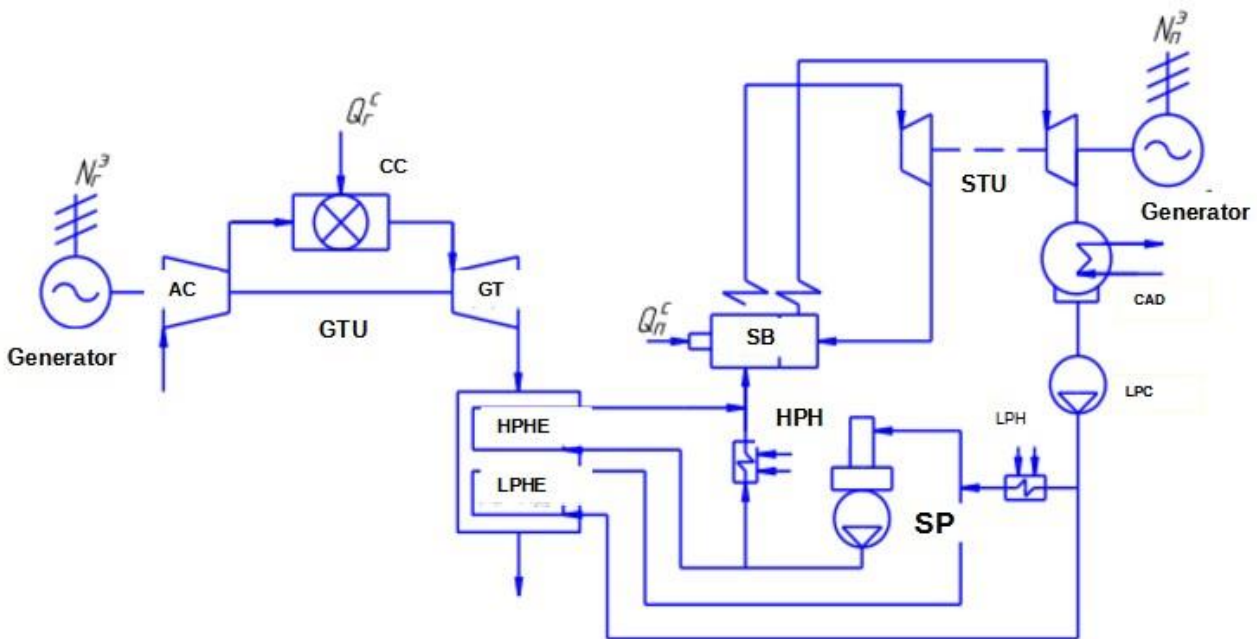 N_п^э
Q_г^с
CC
N_г^э
STU
Generator
AC
GT
GTU
Generator
Q_п^с
SB
CAD
LPC
HPH
LPH
HPHE
LPHE
SP